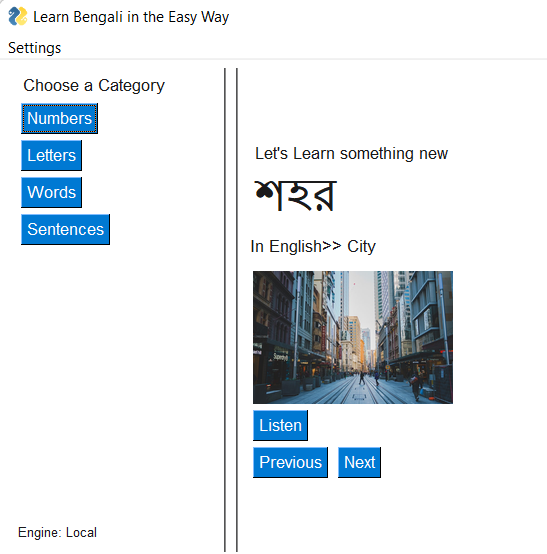 Learn Bengali in the Easy Way
Settings
Choose a Category
Numbers
Letters
Words
Sentences
Let's Learn something new
শহর
In English>> City
Listen
Previous Next
Engine: Local